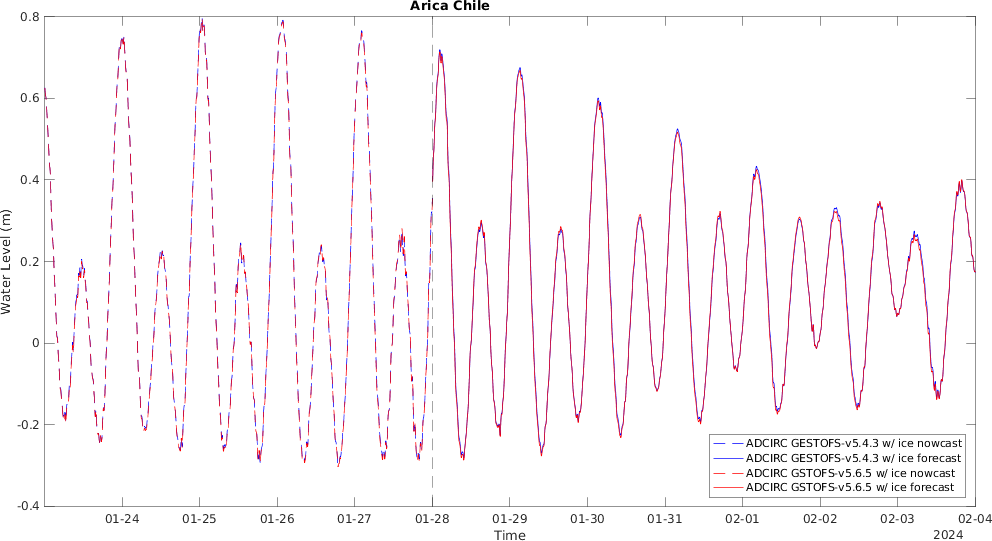 Arica Chile
0.8
0.6
0.4
0.2
0
-0.2
-0.4
Water Level (m)
01-24
01-25
01-26
01-27
01-28
01-29
01-30
01-31
02-01
02-02
02-03
02-04
Time
2024
ADCIRC GESTOFS-v5.4.3 w/ ice nowcast
ADCIRC GESTOFS-v5.4.3 w/ ice forecast
ADCIRC GSTOFS-v5.6.5 w/ ice nowcast
ADCIRC GSTOFS-v5.6.5 w/ ice forecast